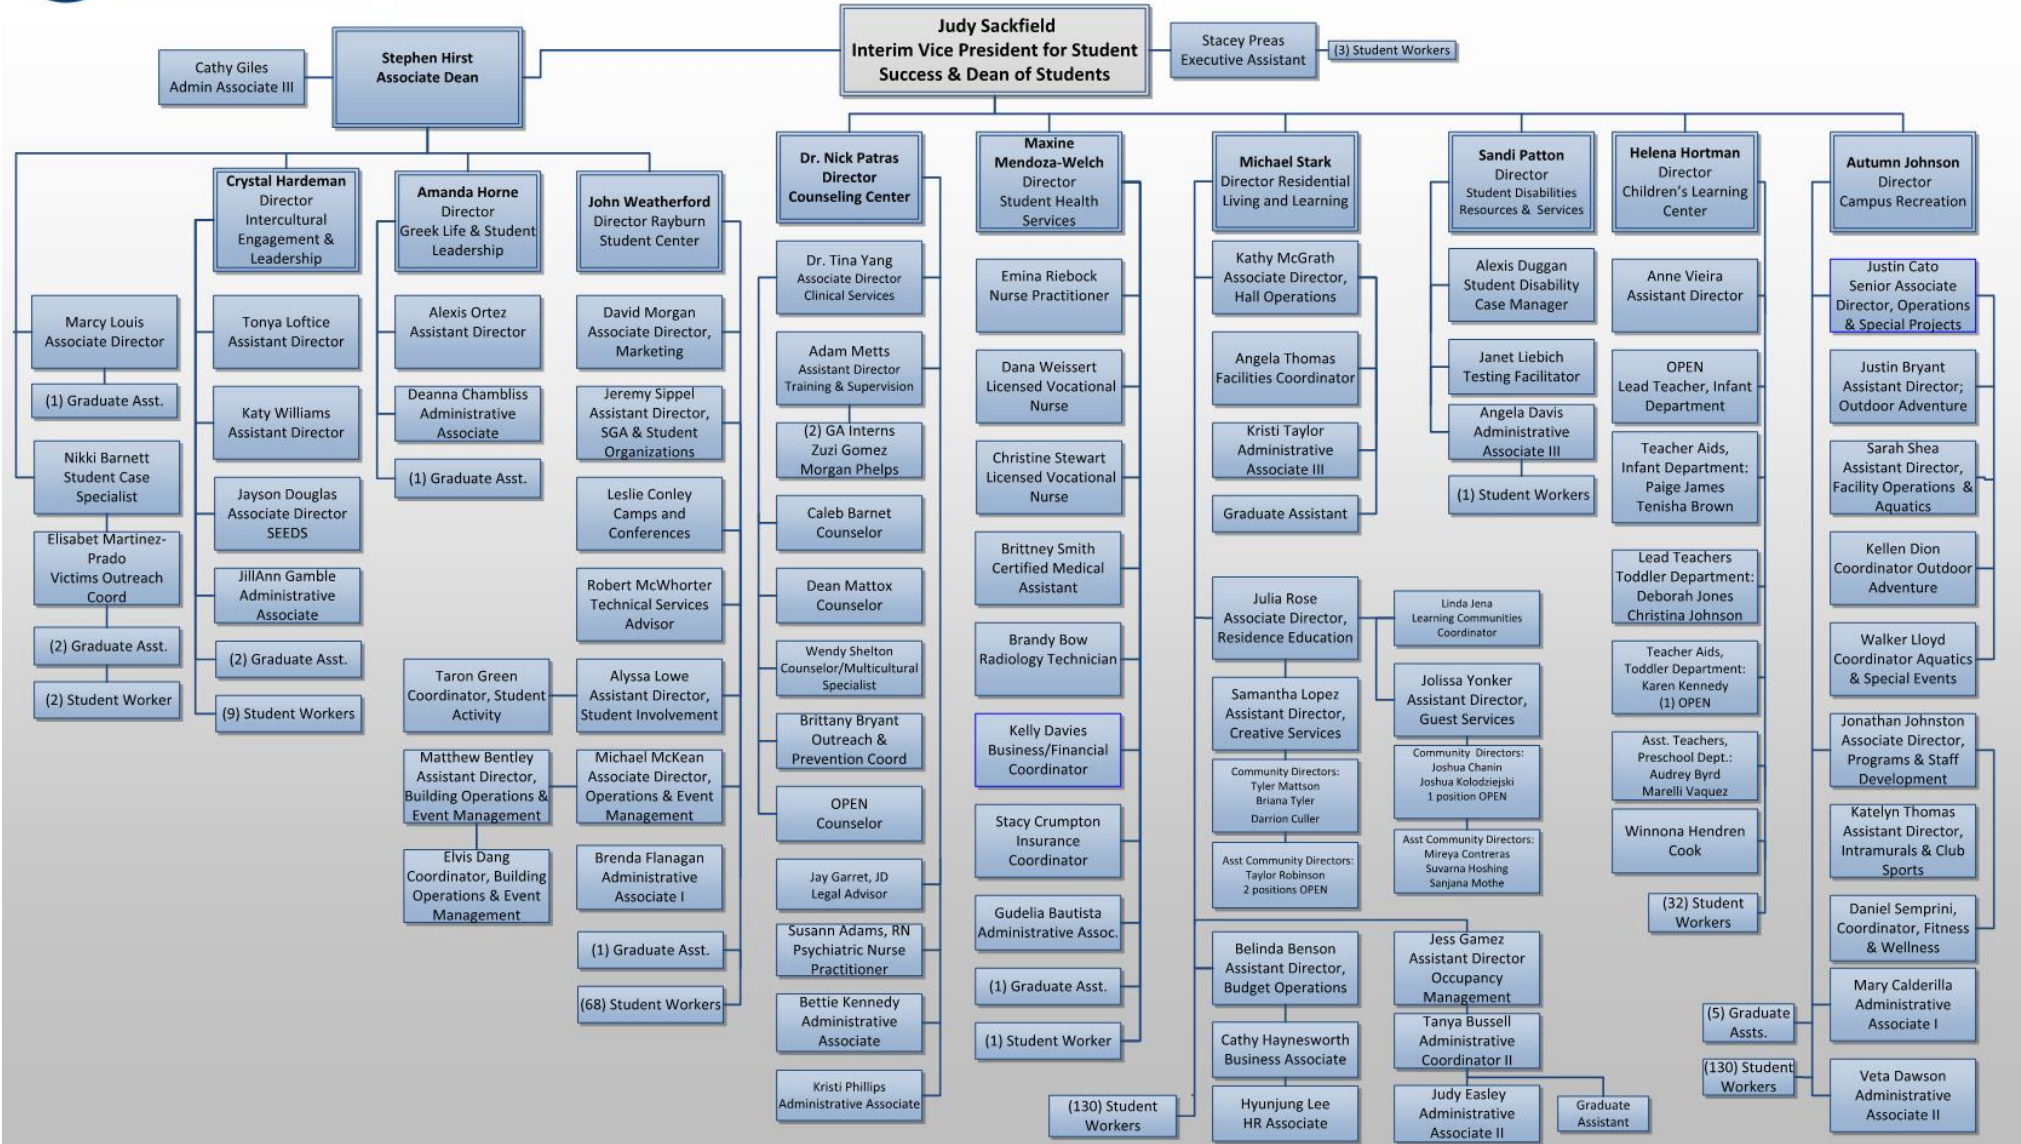 Judy Sackfield
Interim Vice President for Student
Success & Dean of Students
Stacey Preas
Executive Assistant
(3) Student Workers
Stephen Hirst
Associate Dean
Cathy Giles
Admin Associate III
Marcy Louis
Associate Director
(1) Graduate Asst.
Nikki Barnett
Student Case
Specialist
Elisabet Martinez-
Prado
Victims Outreach
Coord
(2) Graduate Asst.
(2) Student Worker
Crystal Hardeman
Director
Intercultural
Engagement &
Leadership
Tonya Loftice
Assistant Director
Katy Williams
Assistant Director
Jayson Douglas
Associate Director
SEEDS
JillAnn Gamble
Administrative
Associate
(2) Graduate Asst.
(9) Student Workers
Amanda Horne
Director
Greek Life & Student
Leadership
Alexis Ortez
Assistant Director
Deanna Chambliss
Administrative
Associate
(1) Graduate Asst.
John Weatherford
Director Rayburn
Student Center
David Morgan
Associate Director,
Marketing
Jeremy Sippel
Assistant Director,
SGA & Student
Organizations
Leslie Conley
Camps and
Conferences
Robert McWhorter
Technical Services
Advisor
Alyssa Lowe
Assistant Director,
Student Involvement
Taron Green
Coordinator, Student
Activity
Michael McKean
Associate Director,
Operations & Event
Management
Matthew Bentley
Assistant Director,
Building Operations &
Event Management
Elvis Dang
Coordinator, Building
Operations & Event
Management
Brenda Flanagan
Administrative
Associate I
(1) Graduate Asst.
(68) Student Workers
Dr. Nick Patras
Director
Counseling Center
Dr. Tina Yang
Associate Director
Clinical Services
Adam Metts
Assistant Director
Training & Supervision
(2) GA Interns
Zuzi Gomez
Morgan Phelps
Caleb Barnet
Counselor
Dean Mattox
Counselor
Wendy Shelton
Counselor/Multicultural
Specialist
Brittany Bryant
Outreach &
Prevention Coord
OPEN
Counselor
Jay Garret, JD
Legal Advisor
Susann Adams, RN
Psychiatric Nurse
Practitioner
Bettie Kennedy
Administrative
Associate
Kristi Phillips
Administrative Associate
Maxine
Mendoza-Welch
Director
Student Health
Services
Emina Riebock
Nurse Practitioner
Dana Weissert
Licensed Vocational
Nurse
Christine Stewart
Licensed Vocational
Nurse
Brittney Smith
Certified Medical
Assistant
Brandy Bow
Radiology Technician
Kelly Davies
Business/Financial
Coordinator
Stacy Crumpton
Insurance
Coordinator
Gudelia Bautista
Administrative Assoc.
(1) Graduate Asst.
(1) Student Worker
Michael Stark
Director Residential
Living and Learning
Kathy McGrath
Associate Director,
Hall Operations
Angela Thomas
Facilities Coordinator
Kristi Taylor
Administrative
Associate III
Graduate Assistant
Julia Rose
Associate Director,
Residence Education
Linda Jena
Learning Communities
Coordinator
Samantha Lopez
Assistant Director,
Creative Services
Community Directors:
Tyler Mattson
Briana Tyler
Darrion Culler
Asst Community Directors:
Taylor Robinson
2 positions OPEN
Jolissa Yonker
Assistant Director,
Guest Services
Community Directors:
Joshua Chanin
Joshua Kolodziejski
1 position OPEN
Asst Community Directors:
Mireya Contreras
Suvarna Hoshing
Sanjana Mothe
Belinda Benson
Assistant Director,
Budget Operations
Cathy Haynesworth
Business Associate
Hyunjung Lee
HR Associate
Jess Gamez
Assistant Director
Occupancy
Management
Tanya Bussell
Administrative
Coordinator II
Judy Easley
Administrative
Associate II
Graduate
Assistant
(130) Student
Workers
Sandi Patton
Director
Student Disabilities
Resources & Services
Alexis Duggan
Student Disability
Case Manager
Janet Liebich
Testing Facilitator
Angela Davis
Administrative
Associate III
(1) Student Workers
Helena Hortman
Director
Children's Learning
Center
Anne Vieira
Assistant Director
OPEN
Lead Teacher, Infant
Department
Teacher Aids,
Infant Department:
Paige James
Tenisha Brown
Lead Teachers
Toddler Department:
Deborah Jones
Christina Johnson
Teacher Aids,
Toddler Department:
Karen Kennedy
(1) OPEN
Asst. Teachers,
Preschool Dept.:
Audrey Byrd
Marelli Vaquez
Winnona Hendren
Cook
(32) Student
Workers
Autumn Johnson
Director
Campus Recreation
Justin Cato
Senior Associate
Director, Operations
& Special Projects
Justin Bryant
Assistant Director;
Outdoor Adventure
Sarah Shea
Assistant Director,
Facility Operations &
Aquatics
Kellen Dion
Coordinator Outdoor
Adventure
Walker Lloyd
Coordinator Aquatics
& Special Events
Jonathan Johnston
Associate Director,
Programs & Staff
Development
Katelyn Thomas
Assistant Director,
Intramurals & Club
Sports
Daniel Semprini,
Coordinator, Fitness
& Wellness
Mary Calderilla
Administrative
Associate I
(5) Graduate
Assts.
(130) Student
Workers
Veta Dawson
Administrative
Associate II